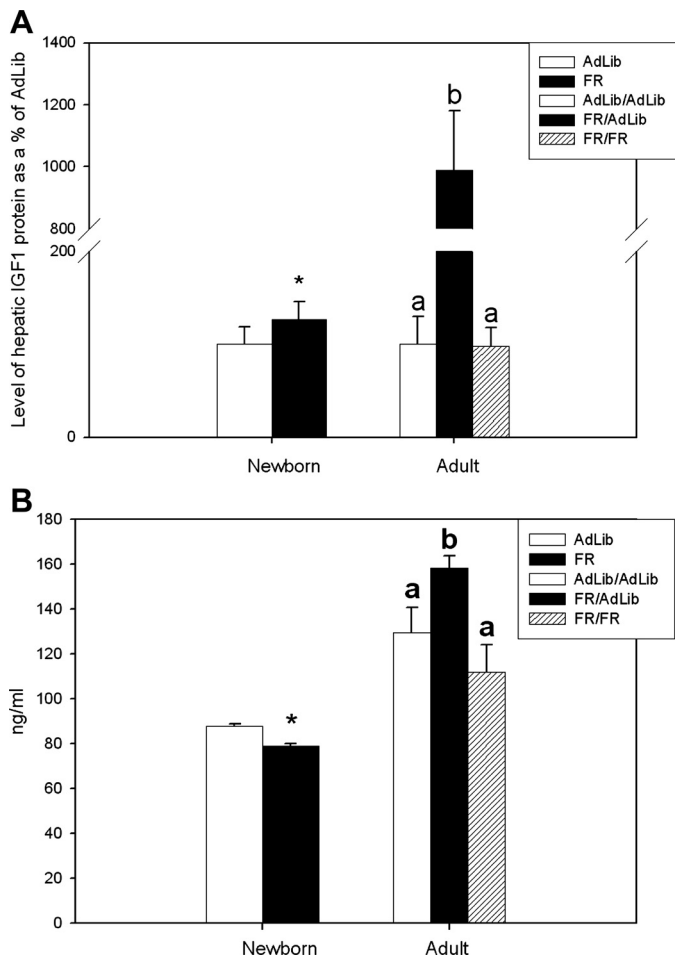 A
Level of hepatic IGF1 protein as a % of AdLib
1400
1200
1000
800
200
0
AdLib
FR
AdLib/AdLib
FR/AdLib
FR/FR
*
a
b
a
Newborn
Adult
B
ng/ml
180
160
140
120
100
80
60
40
20
0
AdLib
FR
AdLib/AdLib
FR/AdLib
FR/FR
*
a
b
a
Newborn
Adult